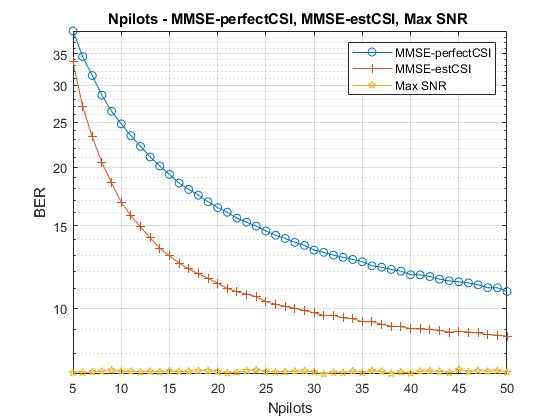 Npilots - MMSE-perfectCSI, MMSE-estCSI, Max SNR
MMSE-perfectCSI
MMSE-estCSI
Max SNR
BER
35
30
25
20
15
10
5 10 15 20 25 30 35 40 45 50
Npilots